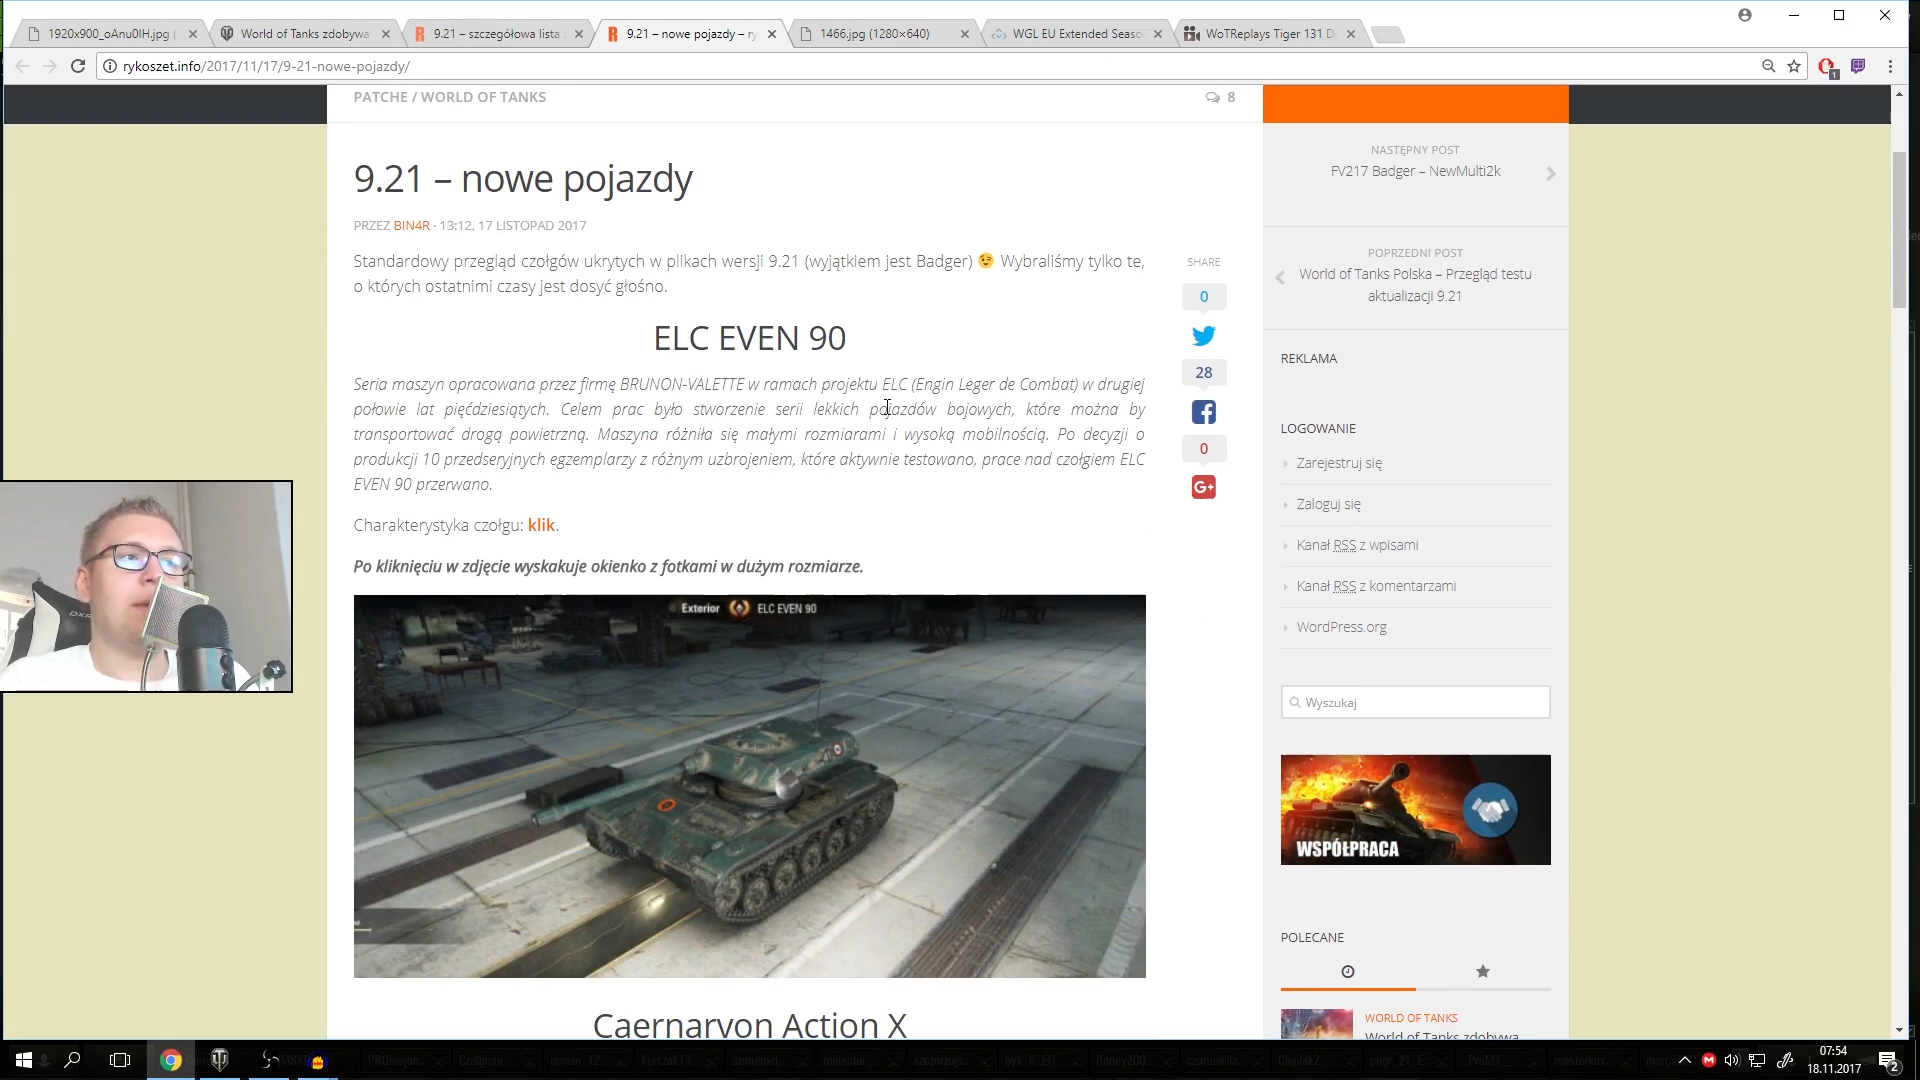 1920x900_oAnu0lH.jpg (
World of Tanks zdobywa
9.21 – szczegółowa lista
9.21 – nowe pojazdy – ry
1466.jpg (1280×640)
WGL EU Extended Seaso
WoTReplays Tiger 131 D
rykoszet.info/2017/11/17/9-21-nowe-pojazdy/
PATCHE / WORLD OF TANKS
8
9.21 – nowe pojazdy
PRZEZ BIN4R · 13:12, 17 LISTOPAD 2017
Standardowy przegląd czołgów ukrytych w plikach wersji 9.21 (wyjątkiem jest Badger) 😉 Wybraliśmy tylko te,
o których ostatnimi czasy jest dosyć głośno.
ELC EVEN 90
Seria maszyn opracowana przez firmę BRUNON-VALETTE w ramach projektu ELC (Engin Leger de Combat) w drugiej
połowie lat pięćdziesiątych. Celem prac było stworzenie serii lekkich pojazdów bojowych, które można by
transportować drogą powietrzną. Maszyna różniła się małymi rozmiarami i wysoką mobilnością. Po decyzji o
produkcji 10 przedseryjnych egzemplarzy z różnym uzbrojeniem, które aktywnie testowano, prace nad czołgiem ELC
EVEN 90 przerwano.
Charakterystyka czołgu: klik.
Po kliknięciu w zdjęcie wyskakuje okienko z fotkami w dużym rozmiarze.
Exterior ELC EVEN 90
Caernarvon Action X
SHARE
0
28
0
G+
NASTĘPNY POST
FV217 Badger – NewMulti2k
POPRZEDNI POST
World of Tanks Polska – Przegląd testu
aktualizacji 9.21
REKLAMA
LOGOWANIE
Zarejestruj się
Zaloguj się
Kanał RSS z wpisami
Kanał RSS z komentarzami
WordPress.org
Wyszukaj
WSPÓŁPRACA
POLECANE
WORLD OF TANKS
World of Tanks zdobywa
07:54
18.11.2017
2